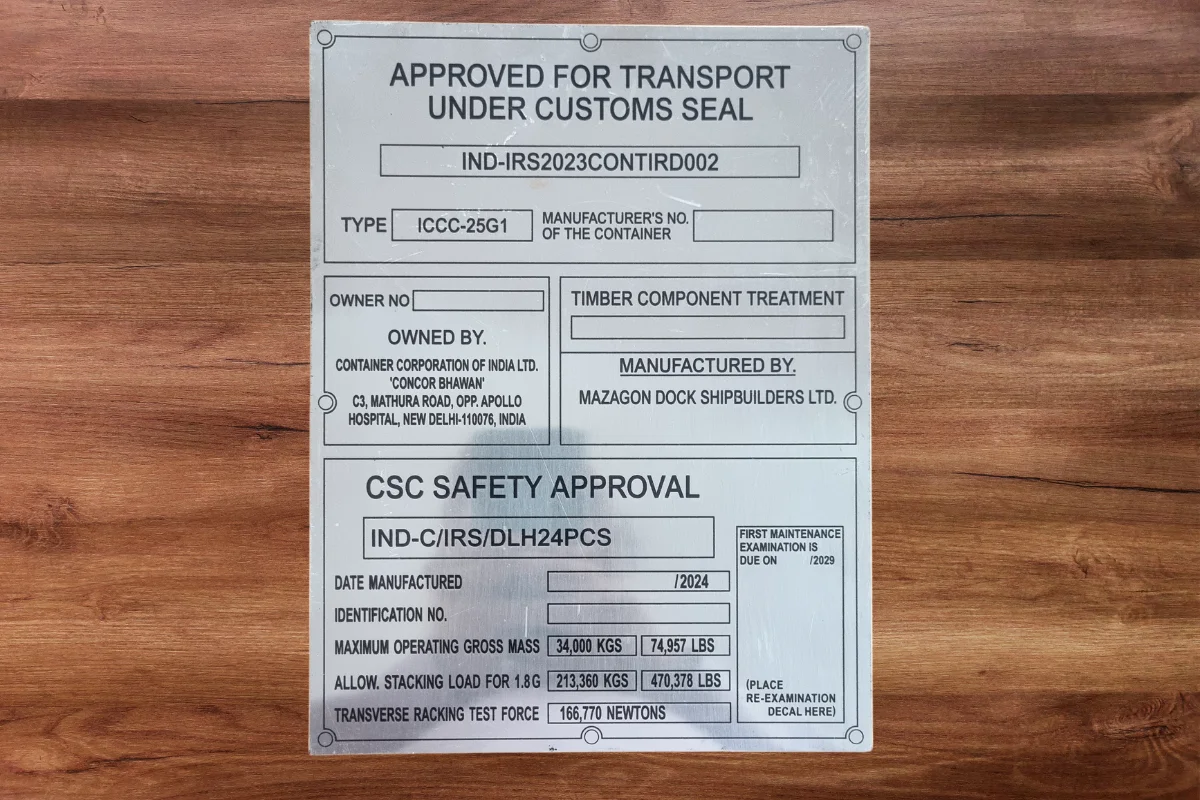 APPROVED FOR TRANSPORT
UNDER CUSTOMS SEAL
IND-IRS2023CONTIRD002
TYPE ICCC-25G1 MANUFACTURER'S NO.
OF THE CONTAINER
OWNER NO
OWNED BY.
CONTAINER CORPORATION OF INDIA LTD.
'CONCOR BHAWAN'
C3, MATHURA ROAD, OPP. APOLLO
HOSPITAL, NEW DELHI-110076, INDIA
TIMBER COMPONENT TREATMENT
MANUFACTURED BY.
MAZAGON DOCK SHIPBUILDERS LTD.
CSC SAFETY APPROVAL
IND-C/IRS/DLH24PCS
DATE MANUFACTURED /2024
IDENTIFICATION NO.
MAXIMUM OPERATING GROSS MASS 34,000 KGS 74,957 LBS
ALLOW. STACKING LOAD FOR 1.8G 213,360 KGS 470,378 LBS
TRANSVERSE RACKING TEST FORCE 166,770 NEWTONS
FIRST MAINTENANCE
EXAMINATION IS
DUE ON /2029
(PLACE
RE-EXAMINATION
DECAL HERE)